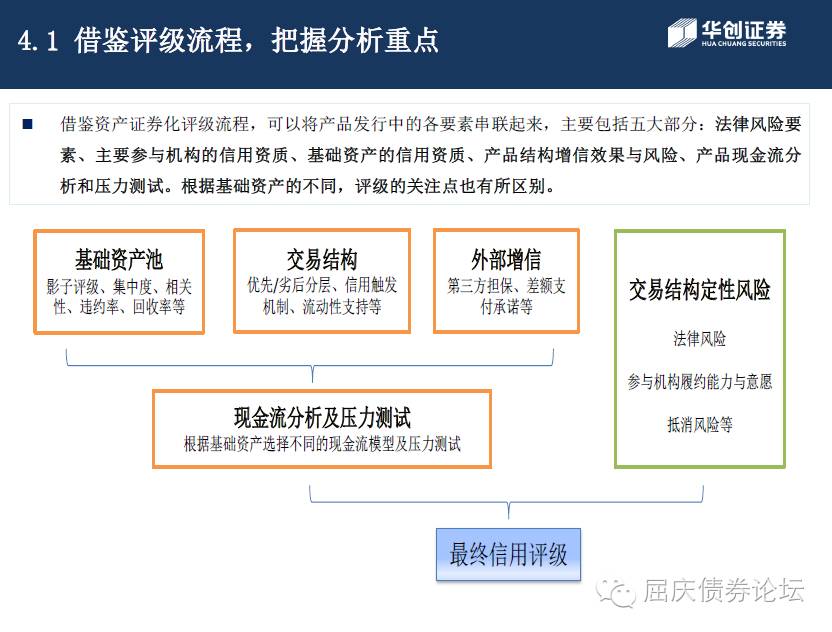 4.1 借鉴评级流程，把握分析重点
华创证券
HUA CHUANG SECURITIES
借鉴资产证券化评级流程，可以将产品发行中的各要素串联起来，主要包括五大部分：法律风险要
素、主要参与机构的信用资质、基础资产的信用资质、产品结构增信效果与风险、产品现金流分
析和压力测试。根据基础资产的不同，评级的关注点也有所区别。
基础资产池
影子评级、集中度、相关
性、违约率、回收率等
交易结构
优先/劣后分层、信用触发
机制、流动性支持等
外部增信
第三方担保、差额支
付承诺等
交易结构定性风险
法律风险
参与机构履约能力与意愿
抵消风险等
现金流分析及压力测试
根据基础资产选择不同的现金流模型及压力测试
最终信用评级
屈庆债券论坛